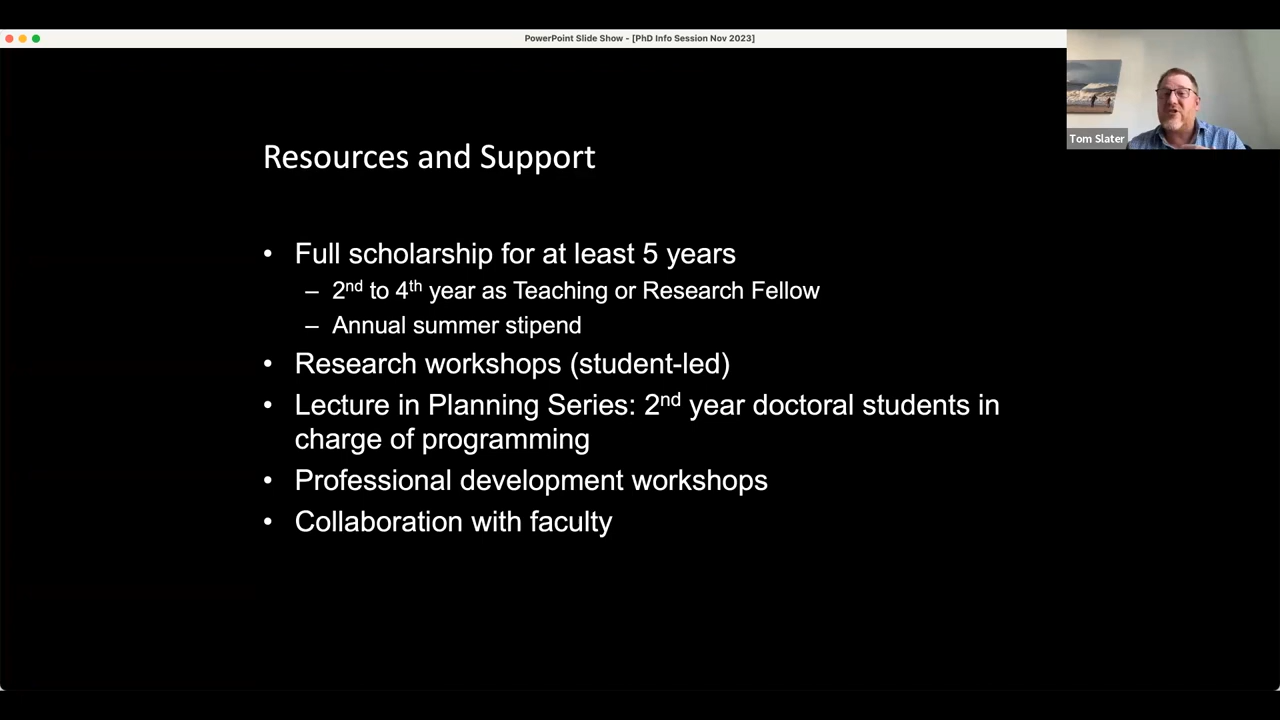 PowerPoint Slide Show - [PhD Info Session Nov 2023]
Tom Slater
Resources and Support
• Full scholarship for at least 5 years
– 2nd to 4th year as Teaching or Research Fellow
– Annual summer stipend
• Research workshops (student-led)
• Lecture in Planning Series: 2nd year doctoral students in
charge of programming
• Professional development workshops
• Collaboration with faculty